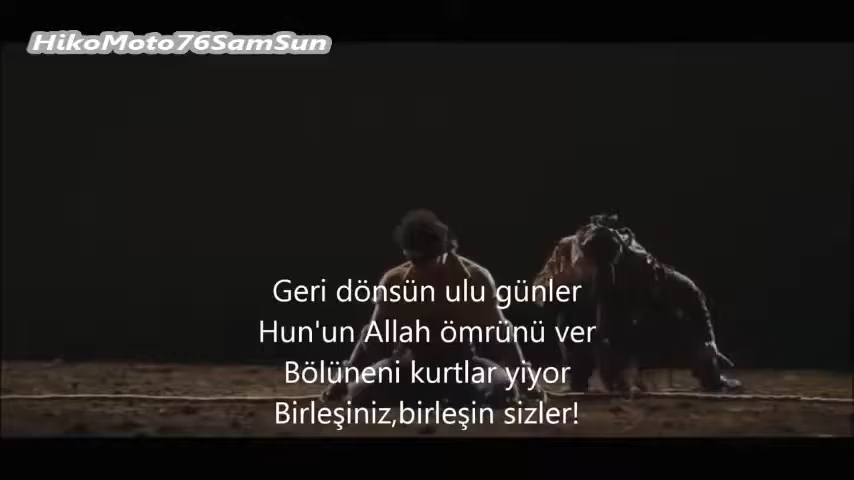 HikoMoto76SamSun
Geri dönsün ulu günler
Hun'un Allah ömrünü ver
Bölüneni kurtlar yiyor
Birleşiniz,birleşin sizler!